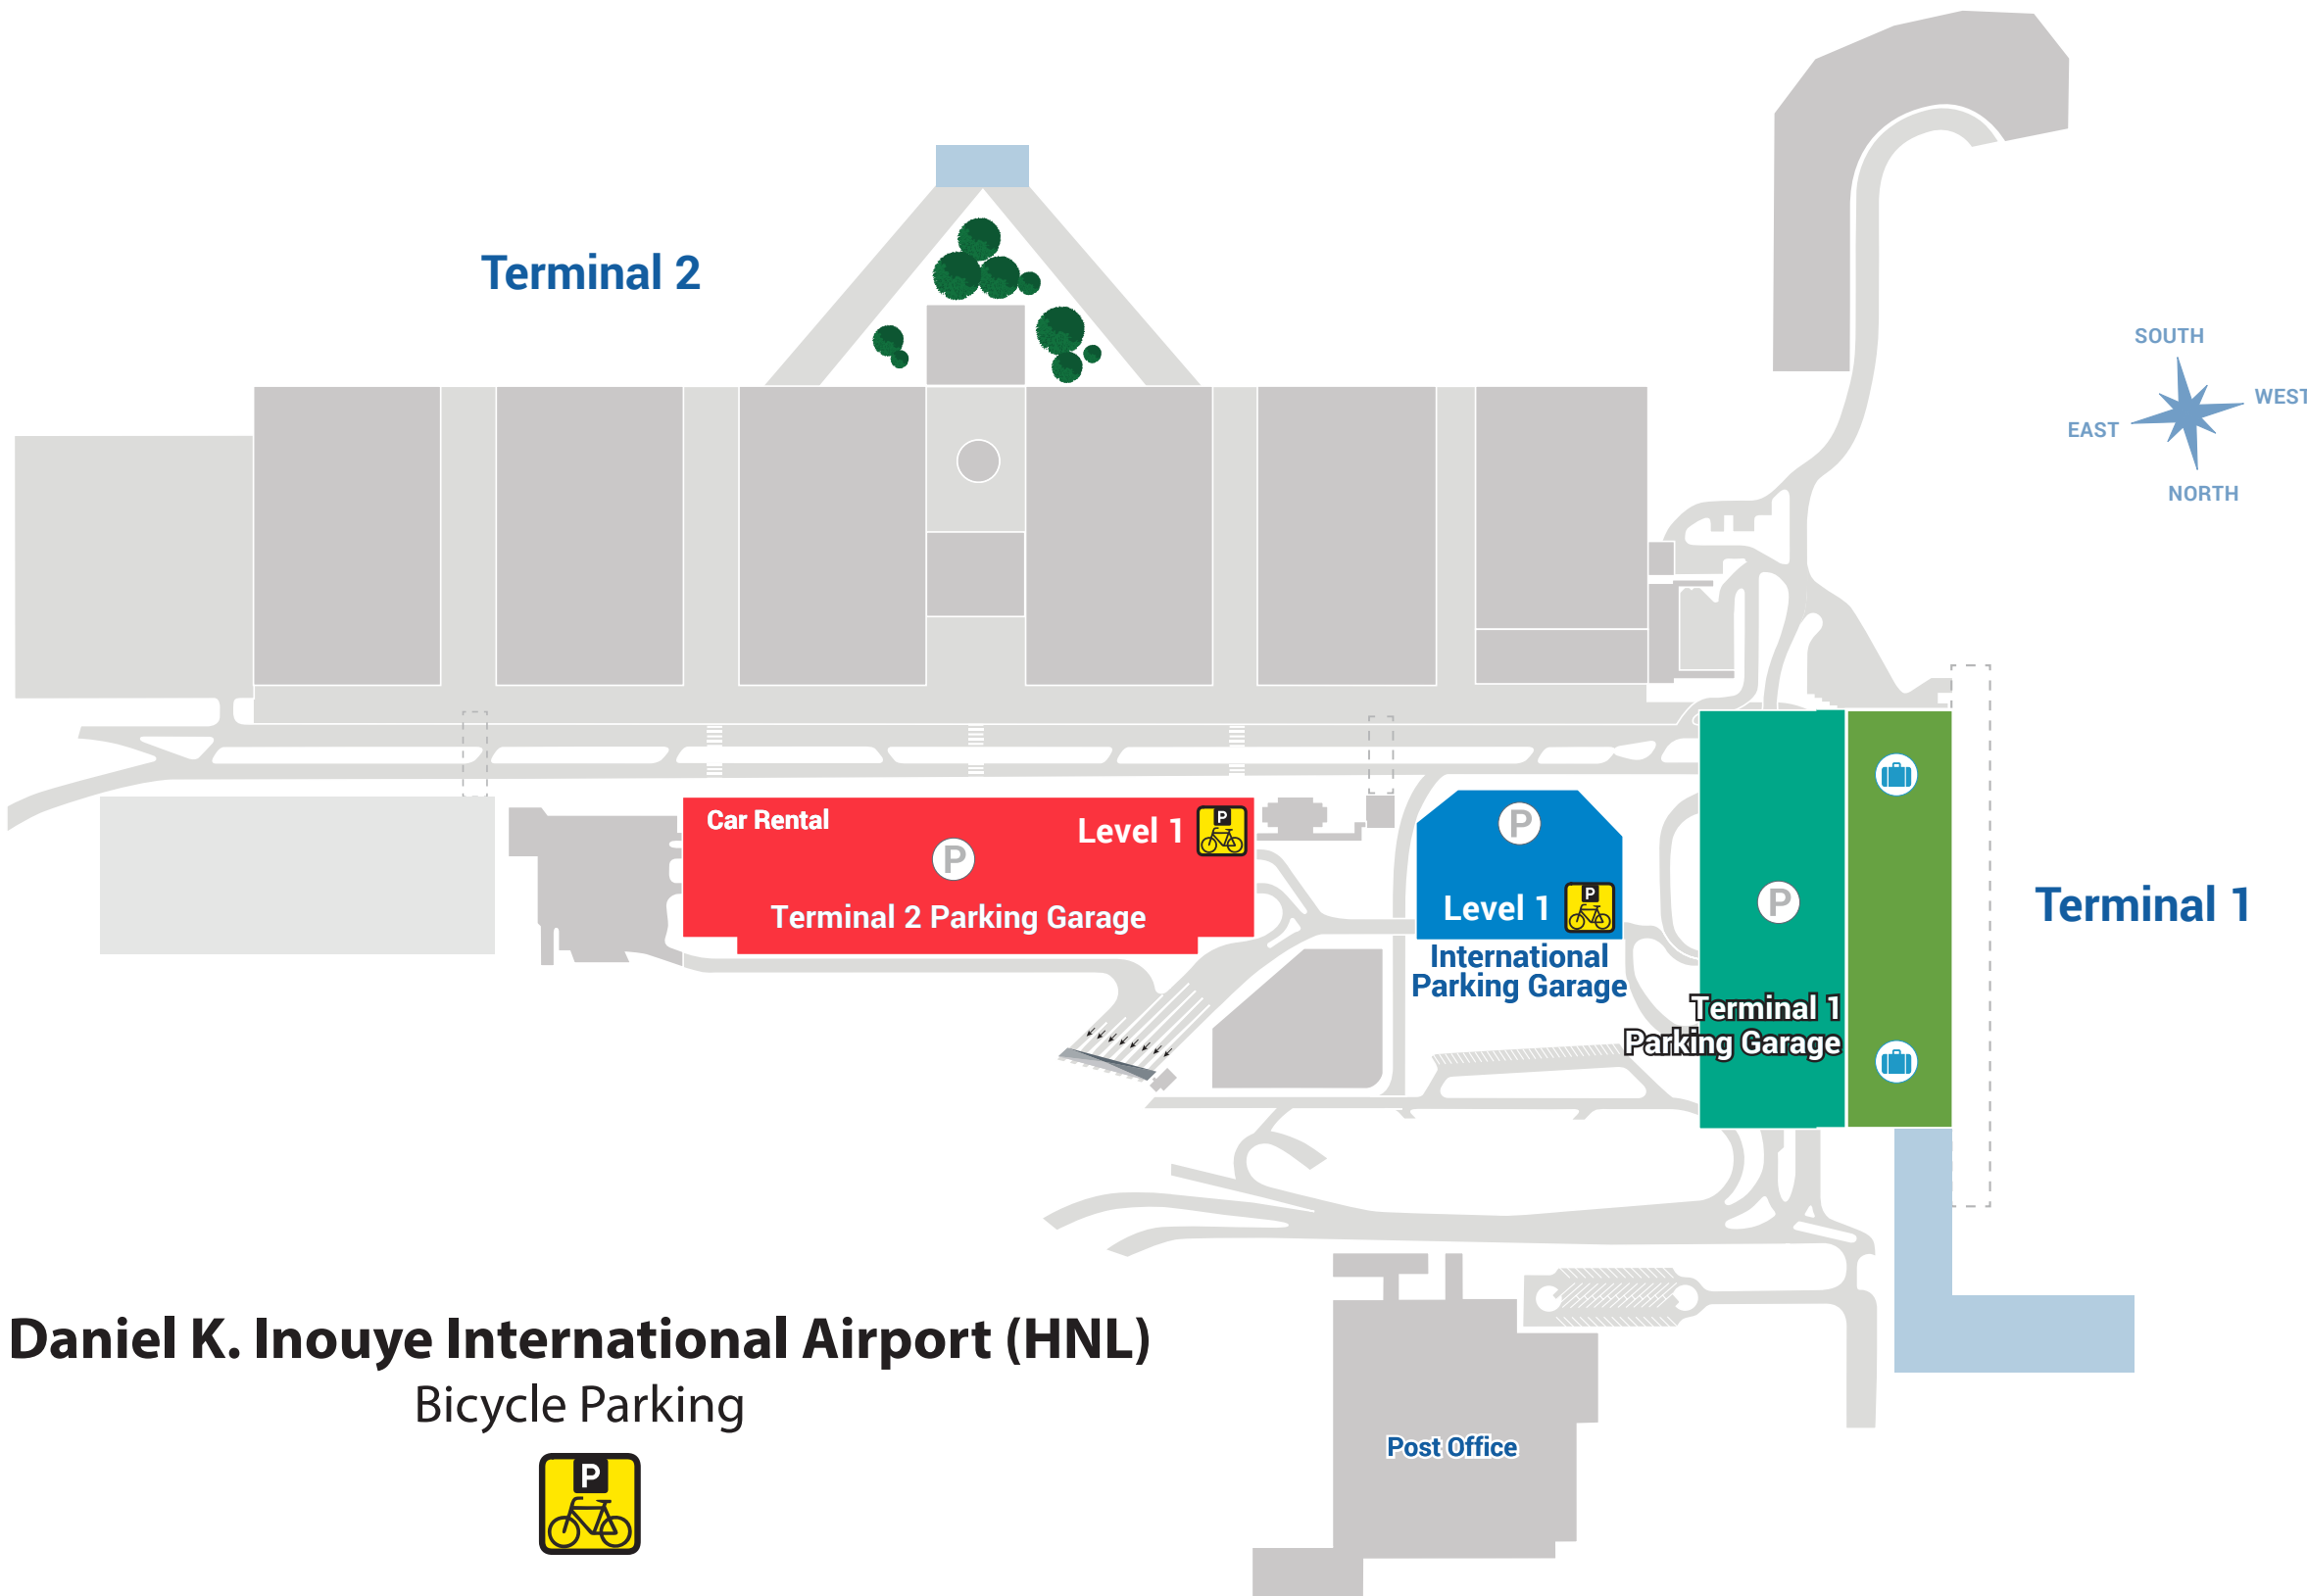 Terminal 2
SOUTH
WEST
EAST
NORTH
Car Rental
Level 1
P
P
Terminal 2 Parking Garage
P
Level 1
P
International
Parking Garage
P
Terminal 1
Parking Garage
Terminal 1
Daniel K. Inouye International Airport (HNL)
Bicycle Parking
P
Post Office